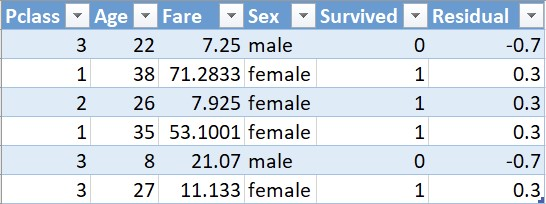 Pclass Age Fare Sex Survived Residual
3 22 7.25 male 0 -0.7
1 38 71.2833 female 1 0.3
2 26 7.925 female 1 0.3
1 35 53.1001 female 1 0.3
3 8 21.07 male 0 -0.7
3 27 11.133 female 1 0.3